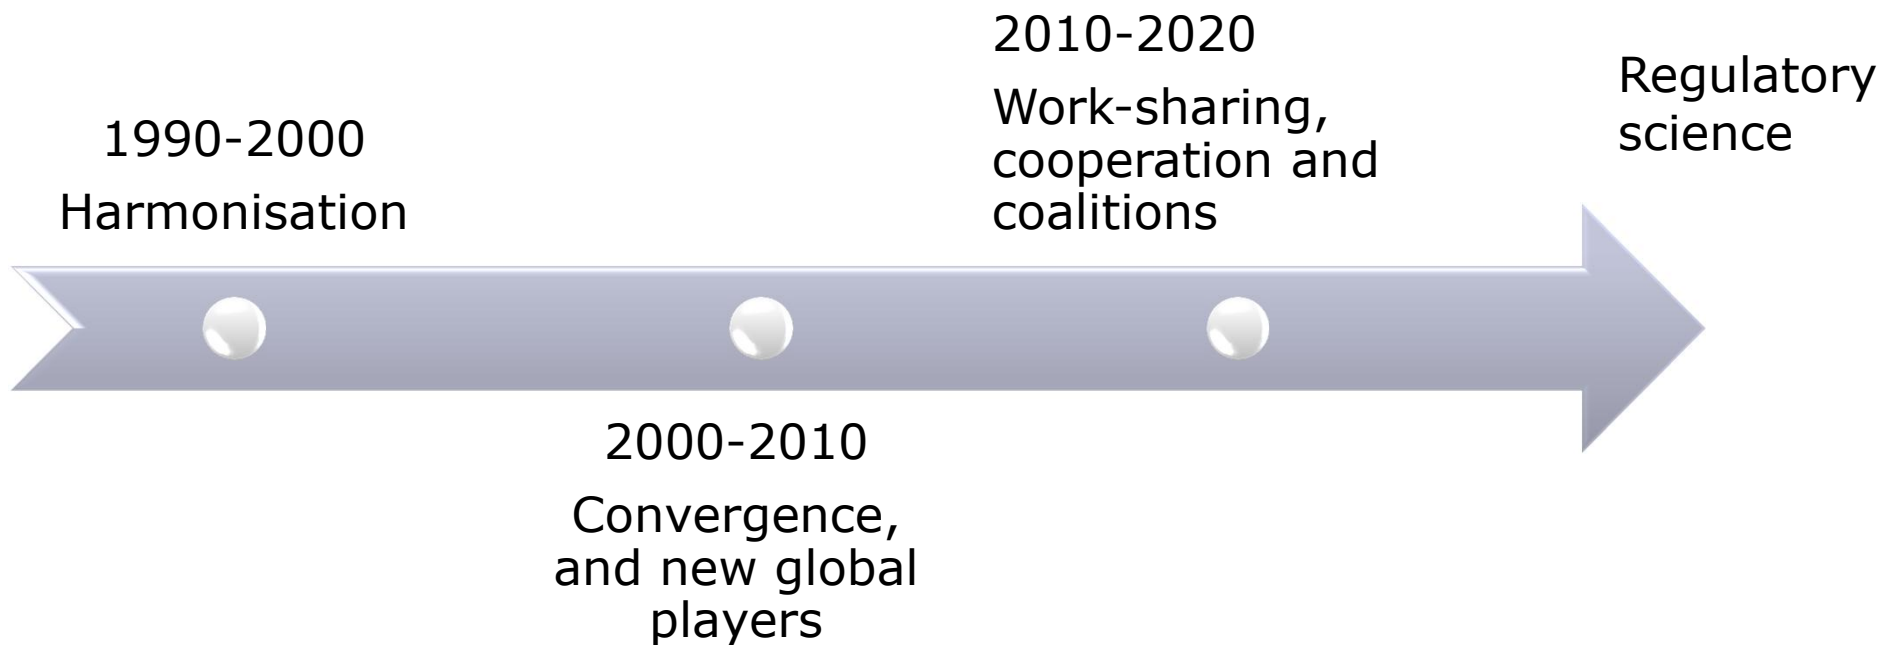 1990-2000
Harmonisation
2000-2010
Convergence,
and new global
players
2010-2020
Work-sharing,
cooperation and
coalitions
Regulatory
science